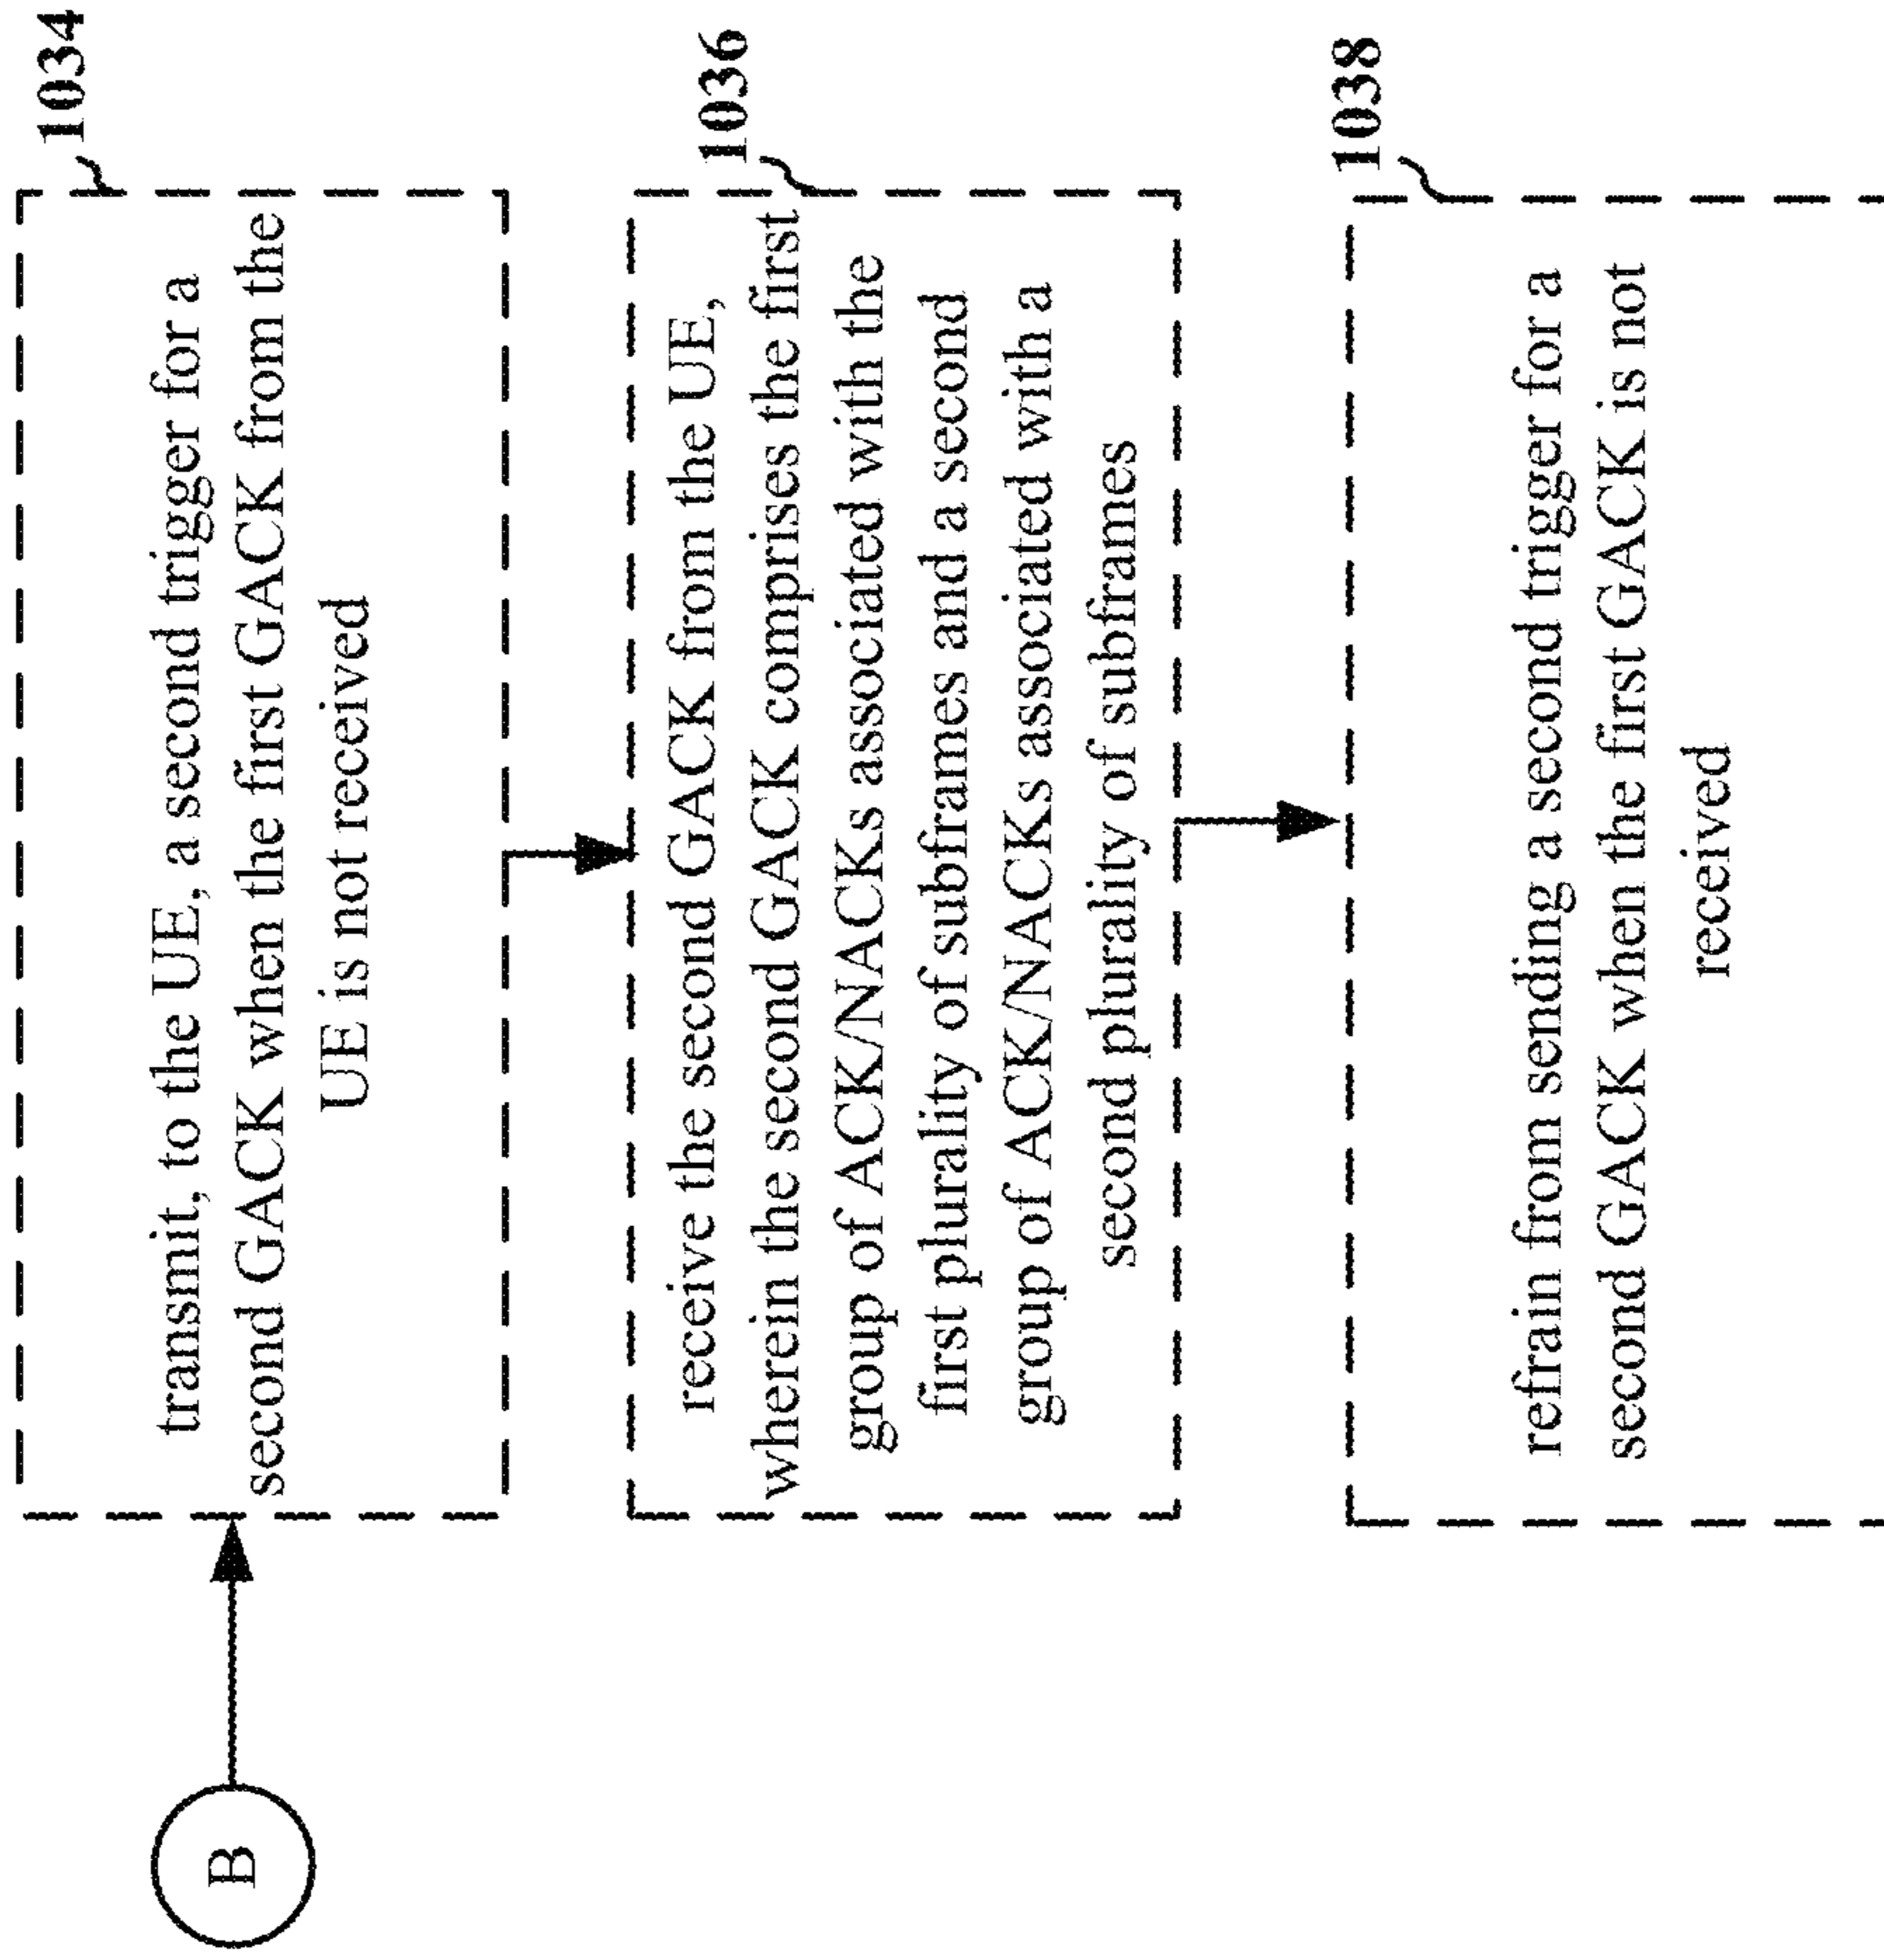 B
1034
transmit, to the UE, a second trigger for a
second GACK when the first GACK from the
UE is not received
1036
receive the second GACK from the UE,
wherein the second GACK comprises the first
group of ACK/NACKs associated with the
first plurality of subframes and a second
group of ACK/NACKs associated with a
second plurality of subframes
1038
refrain from sending a second trigger for a
second GACK when the first GACK is not
received